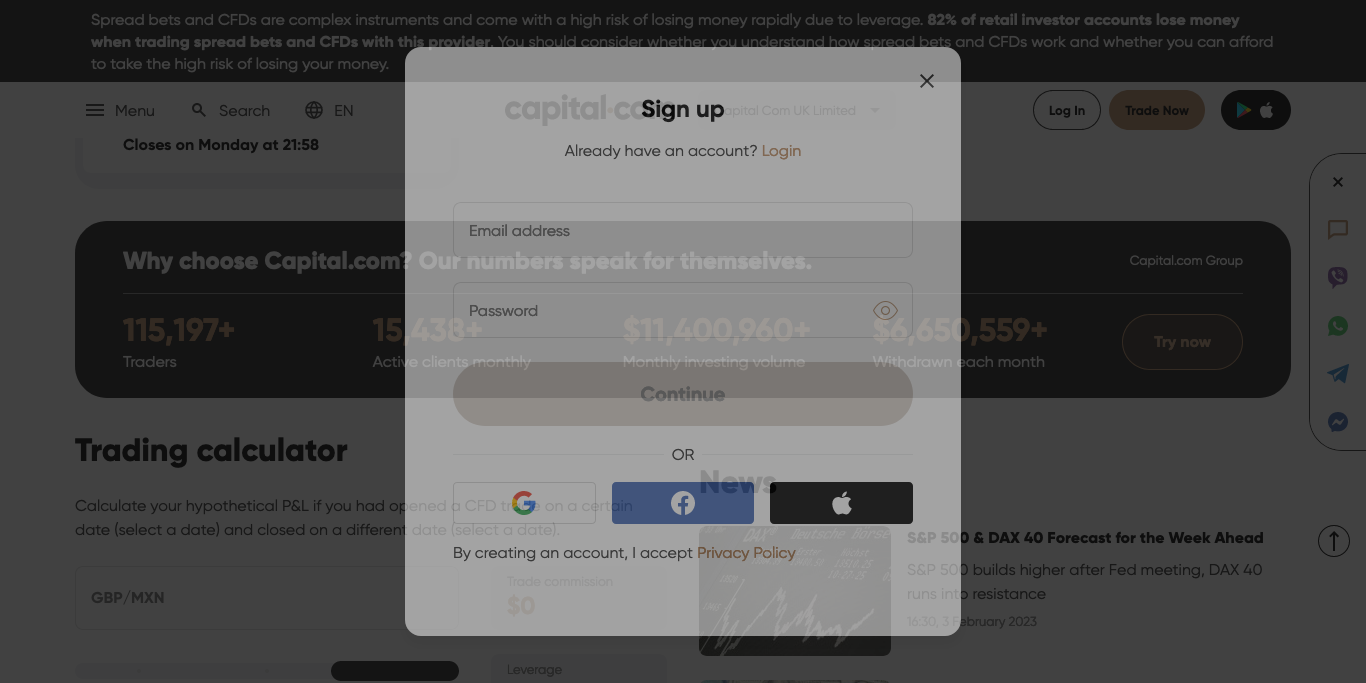 Spread bets and CFDs are complex instruments and come with a high risk of losing money rapidly due to leverage. 82% of retail investor accounts lose money
when trading spread bets and CFDs with this provider. You should consider whether you understand how spread bets and CFDs work and whether you can afford
to take the high risk of losing your money.
Menu
Search
EN
capital.com
Capital Com UK Limited
Log In
Trade Now
Closes on Monday at 21:58
Sign up
Already have an account? Login
Email address
Password
Continue
OR
By creating an account, I accept Privacy Policy
Why choose Capital.com? Our numbers speak for themselves.
Capital.com Group
115,197+
Traders
15,438+
Active clients monthly
$11,400,960+
Monthly investing volume
$6,650,559+
Withdrawn each month
Try now
Trading calculator
Calculate your hypothetical P&L if you had opened a CFD trade on a certain
date (select a date) and closed on a different date (select a date).
GBP/MXN
Trade commission
$0
Leverage
News
S&P 500 & DAX 40 Forecast for the Week Ahead
S&P 500 builds higher after Fed meeting, DAX 40
runs into resistance
16:30, 3 February 2023
DAX
Deutsche Börse